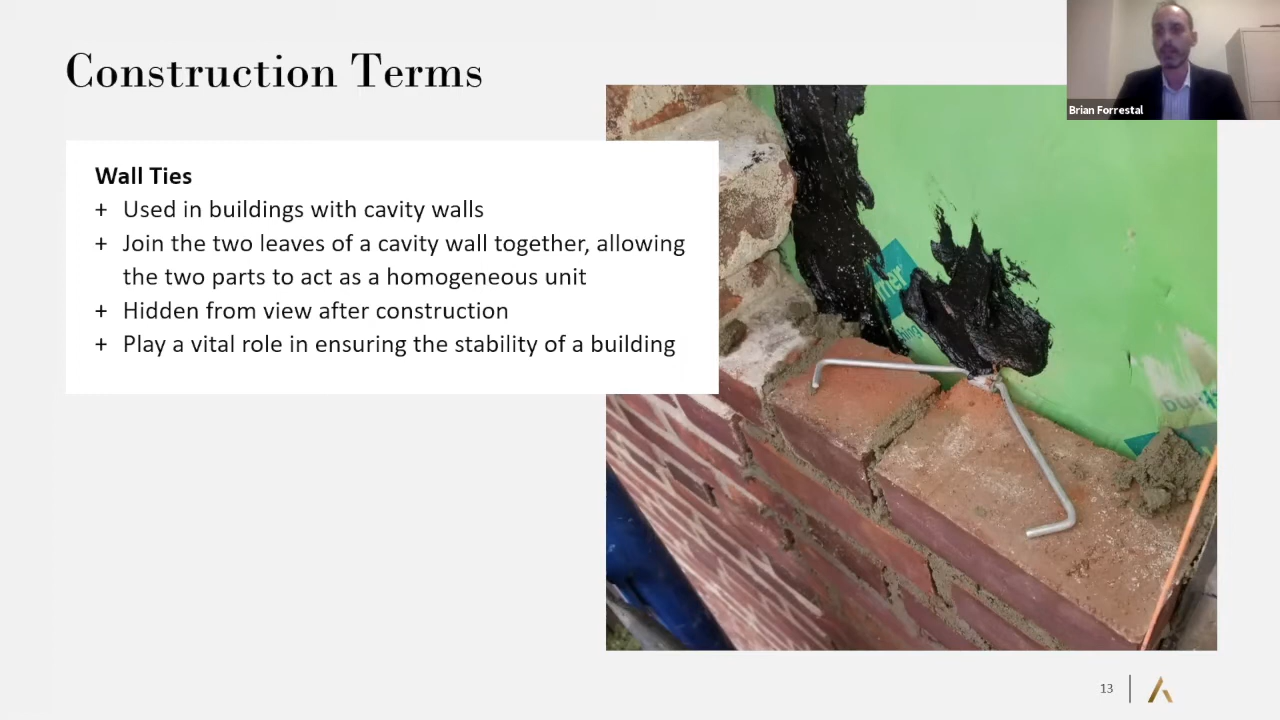 Construction Terms
Brian Forrestal
Wall Ties
+ Used in buildings with cavity walls
+ Join the two leaves of a cavity wall together, allowing
the two parts to act as a homogeneous unit
+ Hidden from view after construction
+ Play a vital role in ensuring the stability of a building
13